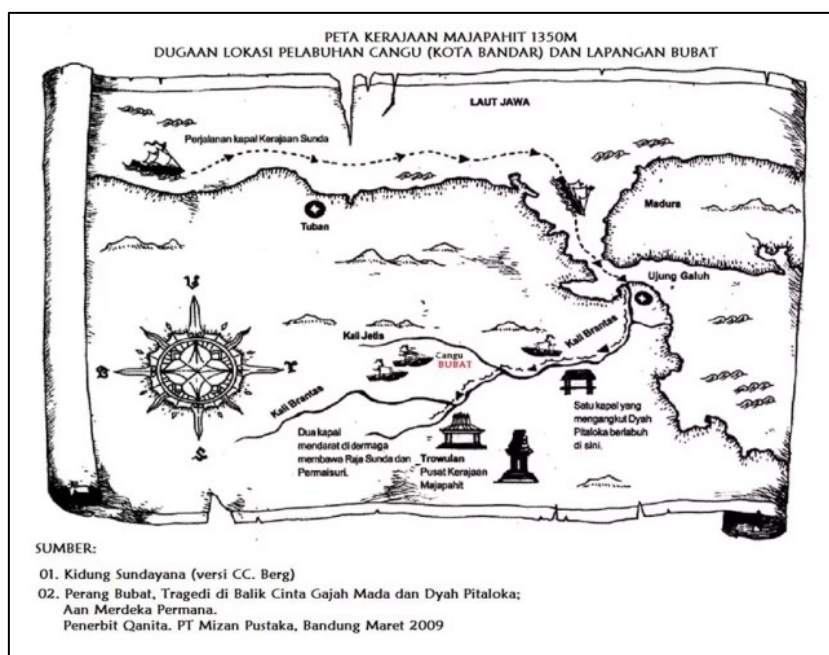 PETA KERAJAAN MAJAPAHIT 1350M
DUGAAN LOKASI PELABUHAN CANGU (KOTA BANDAR) DAN LAPANGAN BUBAT
LAUT JAWA
Perjalanan kapal Kerajaan Sunda
Madura
Tuban
Ujung Galuh
U
Kali Jetis
Kali Brantas
Cangu
BUBAT
B
T
Kali Brantas
S
Dua kapal
mendarat di dermaga
membawa Raja Sunda dan
Permaisuri.
Trowulan
Pusat Kerajaan
Majapahit
Satu kapel yang
mengangkut Dyah
Pitaloka berlabuh
di sini.
SUMBER:
01. Kidung Sundayana (versi CC. Berg)
02. Perang Bubat, Tragedi di Balik Cinta Gajah Mada dan Dyah Pitaloka;
Aan Merdeka Permana.
Penerbit Qanita. PT Mizan Pustaka, Bandung Maret 2009